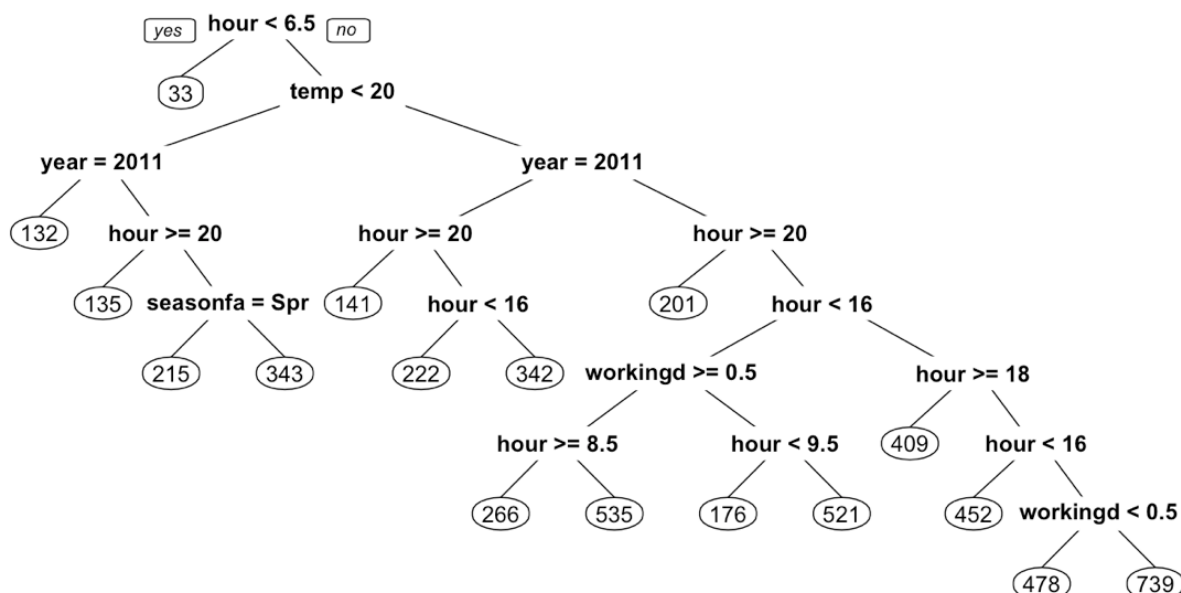 yes hour < 6.5 no
33 temp < 20
year = 2011 year = 2011
132 hour >= 20 hour >= 20 hour >= 20
135 seasonfa = Spr 141 hour < 16 201 hour < 16
215 343 222 342 workingd >= 0.5 hour >= 18
hour >= 8.5 hour < 9.5 409 hour < 16
266 535 176 521 452 workingd < 0.5
478 739